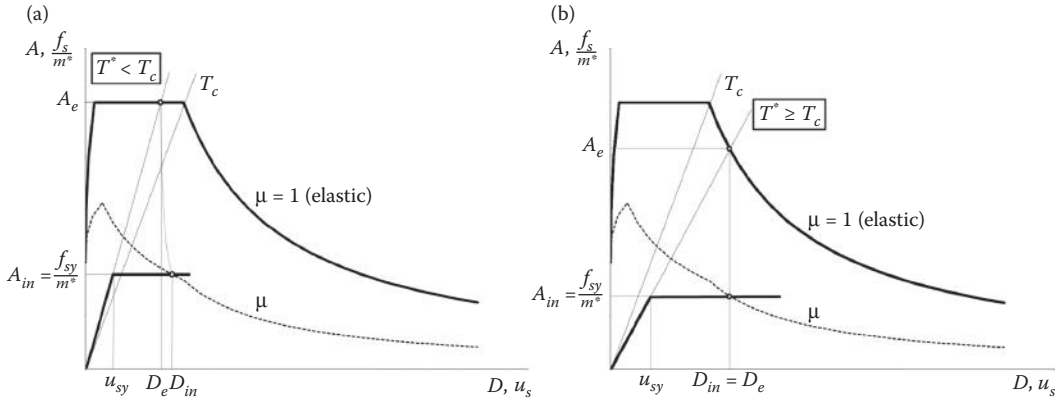 (a)
A, f_s/m*
T* < T_c
T_c
A_e
μ = 1 (elastic)
A_in = f_sy/m*
μ
u_sy D_e D_in D, u_s
(b)
A, f_s/m*
T_c
T* ≥ T_c
A_e
μ = 1 (elastic)
A_in = f_sy/m*
μ
u_sy D_in = D_e D, u_s